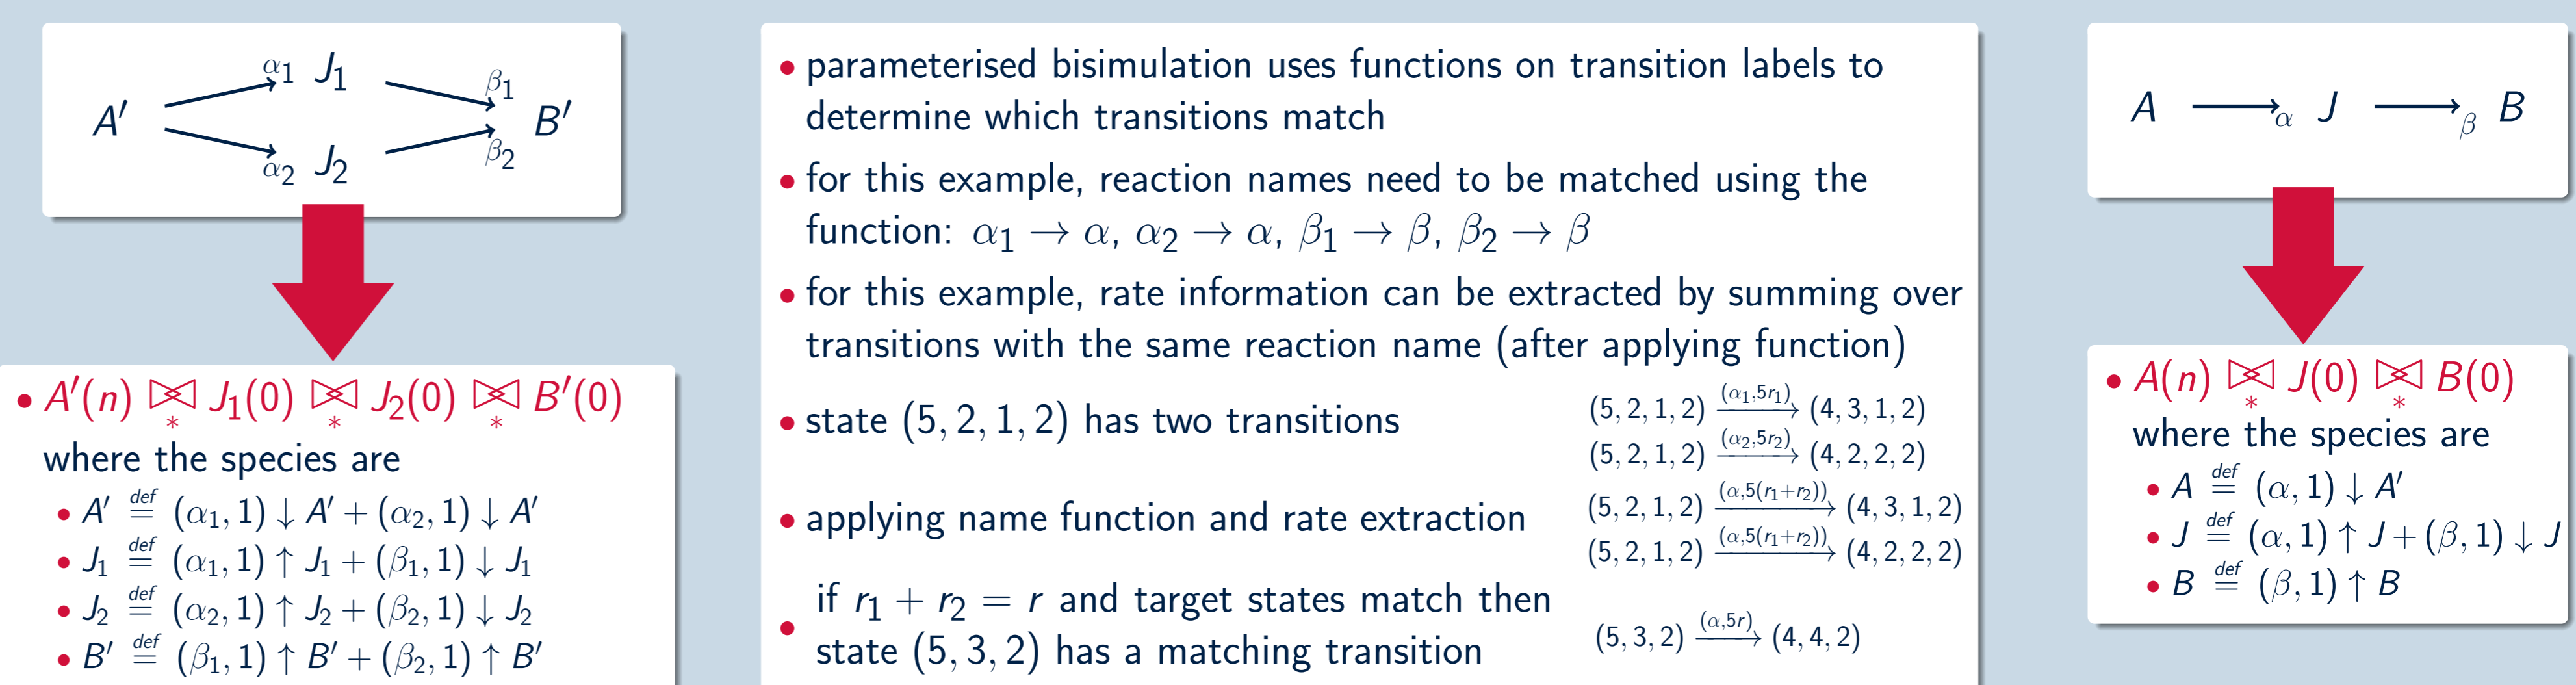 A′ α₁ J₁ β₁ B′
α₂ J₂ β₂
• A′(n) ⋈* J₁(0) ⋈* J₂(0) ⋈* B′(0)
where the species are
• A′ def= (α₁, 1) ↓ A′ + (α₂, 1) ↓ A′
• J₁ def= (α₁, 1) ↑ J₁ + (β₁, 1) ↓ J₁
• J₂ def= (α₂, 1) ↑ J₂ + (β₂, 1) ↓ J₂
• B′ def= (β₁, 1) ↑ B′ + (β₂, 1) ↑ B′
• parameterised bisimulation uses functions on transition labels to
determine which transitions match
• for this example, reaction names need to be matched using the
function: α₁ → α, α₂ → α, β₁ → β, β₂ → β
• for this example, rate information can be extracted by summing over
transitions with the same reaction name (after applying function)
• state (5, 2, 1, 2) has two transitions
(5, 2, 1, 2) —(α₁,5r₁)→ (4, 3, 1, 2)
(5, 2, 1, 2) —(α₂,5r₂)→ (4, 2, 2, 2)
• applying name function and rate extraction
(5, 2, 1, 2) —(α,5(r₁+r₂))→ (4, 3, 1, 2)
(5, 2, 1, 2) —(α,5(r₁+r₂))→ (4, 2, 2, 2)
• if r₁ + r₂ = r and target states match then
state (5, 3, 2) has a matching transition
(5, 3, 2) —(α,5r)→ (4, 4, 2)
A → α J → β B
• A(n) ⋈* J(0) ⋈* B(0)
where the species are
• A def= (α, 1) ↓ A′
• J def= (α, 1) ↑ J + (β, 1) ↓ J
• B def= (β, 1) ↑ B